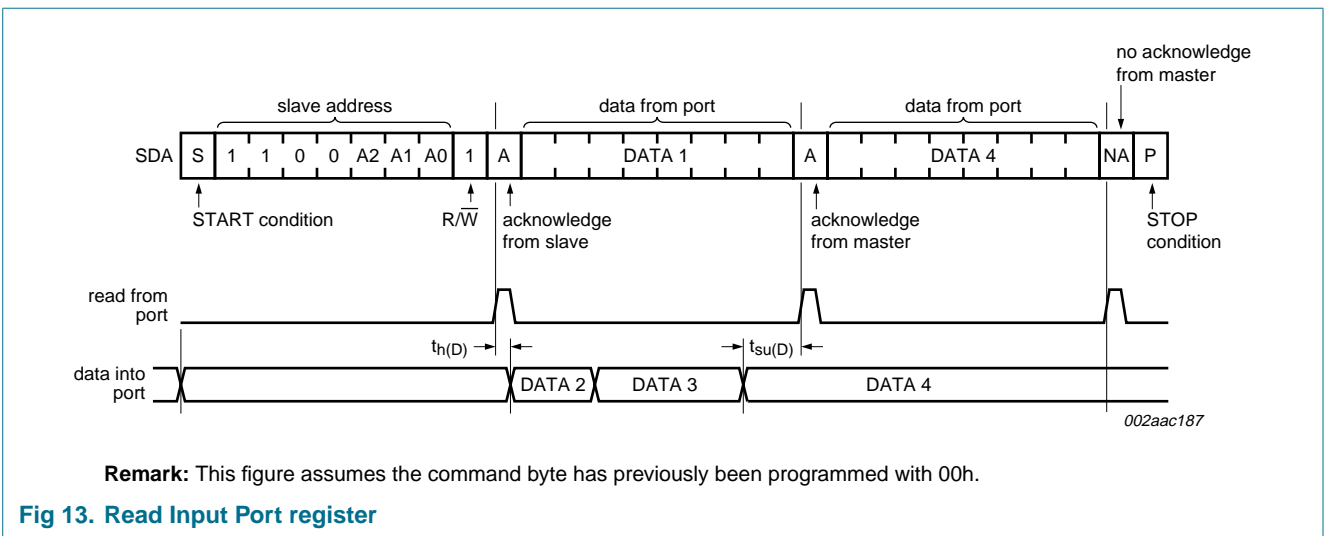 no acknowledge
from master
slave address
data from port
data from port
SDA S 1 1 0 0 A2 A1 A0 1 A DATA 1 A DATA 4 NA P
START condition
R/W̅
acknowledge
from slave
acknowledge
from master
STOP
condition
read from
port
th(D)
tsu(D)
data into
port
DATA 2 DATA 3 DATA 4
002aac187
Remark: This figure assumes the command byte has previously been programmed with 00h.
Fig 13. Read Input Port register